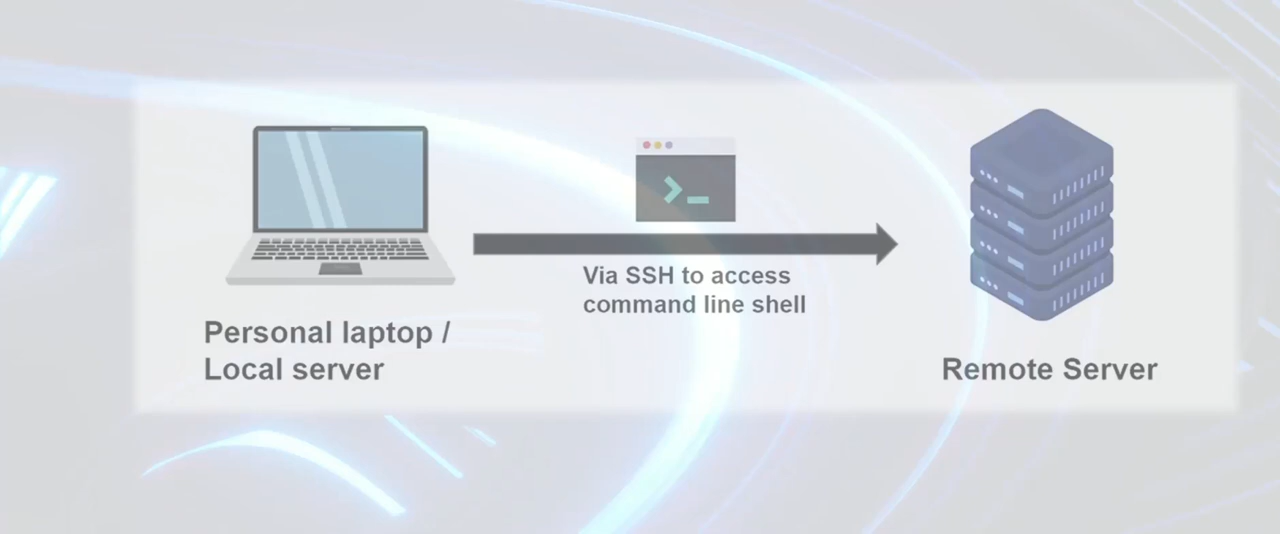 Via SSH to access
command line shell
Personal laptop /
Local server
Remote Server